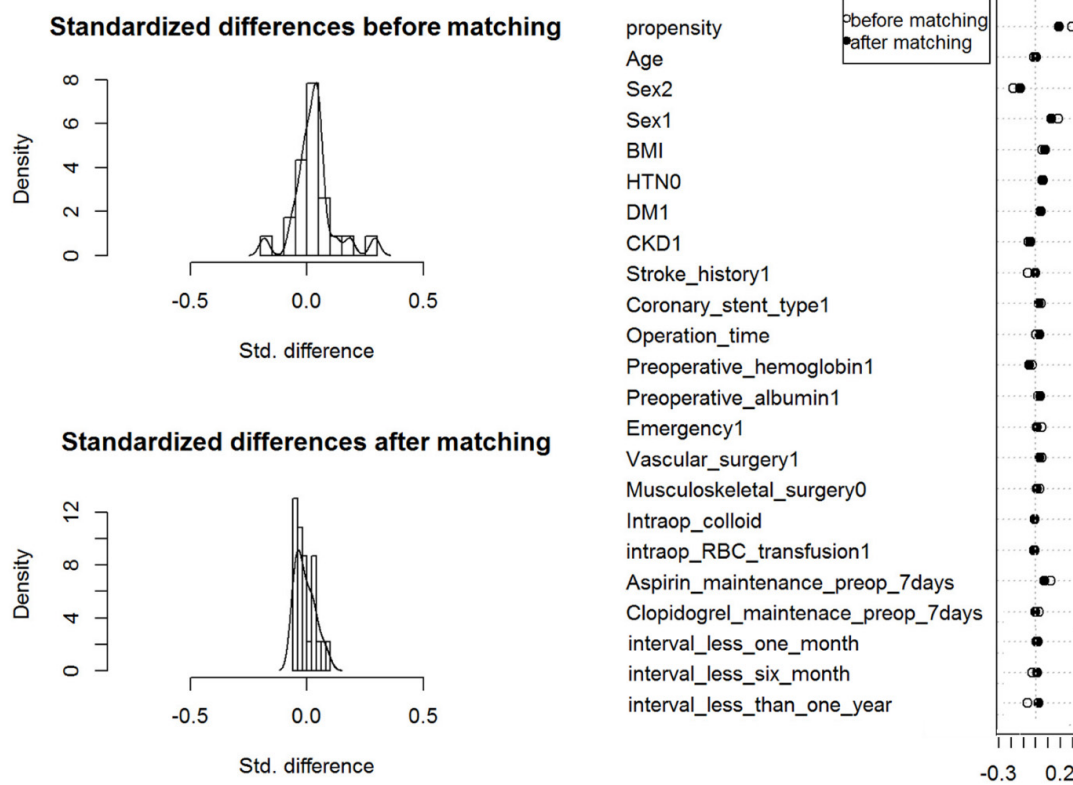 Standardized differences before matching
Density
8
6
4
2
0
-0.5 0.0 0.5
Std. difference
Standardized differences after matching
Density
12
8
4
0
-0.5 0.0 0.5
Std. difference
before matching
after matching
propensity
Age
Sex2
Sex1
BMI
HTN0
DM1
CKD1
Stroke_history1
Coronary_stent_type1
Operation_time
Preoperative_hemoglobin1
Preoperative_albumin1
Emergency1
Vascular_surgery1
Musculoskeletal_surgery0
Intraop_colloid
intraop_RBC_transfusion1
Aspirin_maintenance_preop_7days
Clopidogrel_maintenace_preop_7days
interval_less_one_month
interval_less_six_month
interval_less_than_one_year
-0.3 0.2